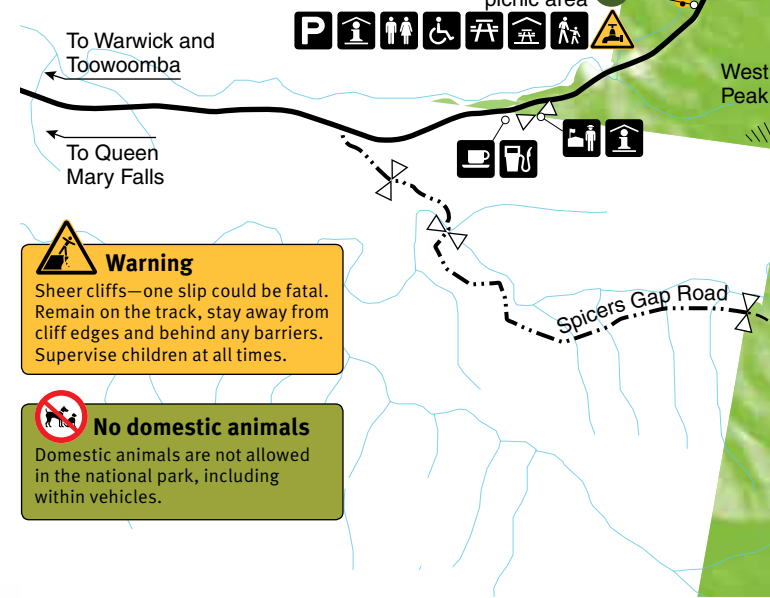 picnic area
P
To Warwick and
Toowoomba
West
Peak
To Queen
Mary Falls
Warning
Sheer cliffs—one slip could be fatal.
Remain on the track, stay away from
cliff edges and behind any barriers.
Supervise children at all times.
Spicers Gap Road
No domestic animals
Domestic animals are not allowed
in the national park, including
within vehicles.